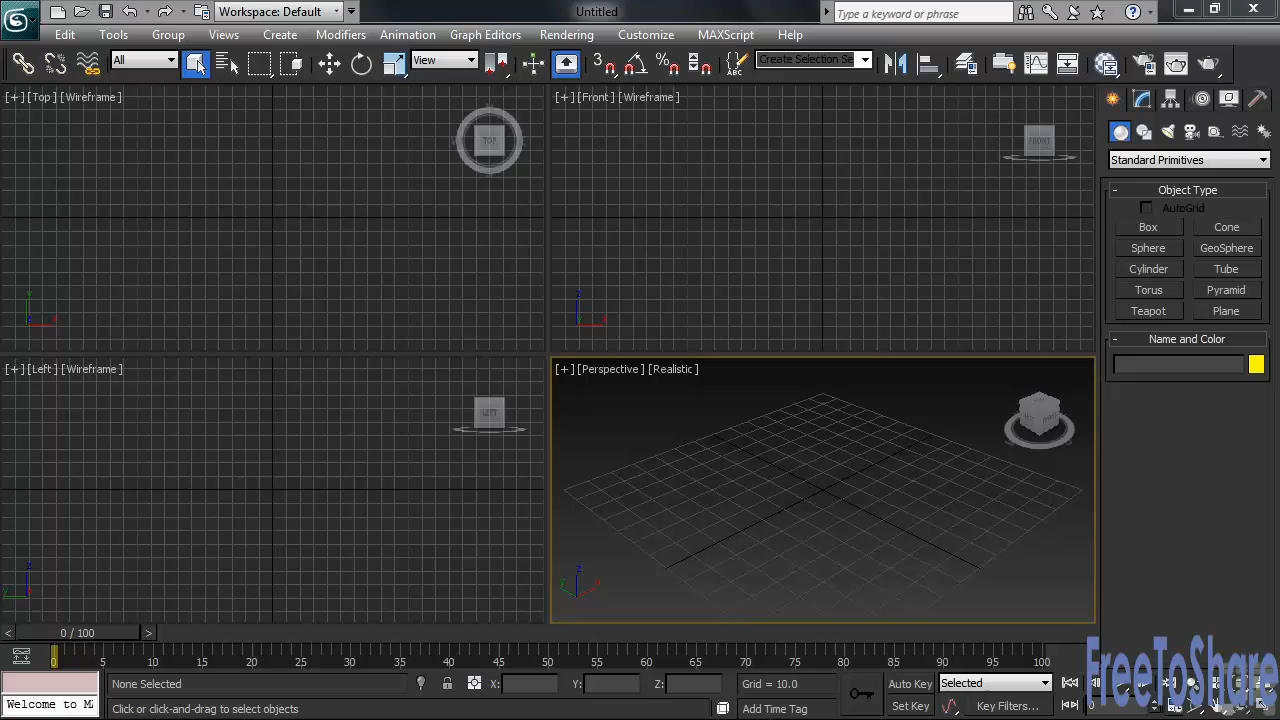 Workspace: Default
Untitled
Type a keyword or phrase
Edit Tools Group Views Create Modifiers Animation Graph Editors Rendering Customize MAXScript Help
All
View
3
Create Selection Se
[+][Top][Wireframe]
TOP
[+][Front][Wireframe]
FRONT
Standard Primitives
Object Type
AutoGrid
Box Cone
Sphere GeoSphere
Cylinder Tube
Torus Pyramid
Teapot Plane
Name and Color
[+][Left][Wireframe]
LEFT
[+][Perspective][Realistic]
< 0 / 100 >
0 5 10 15 20 25 30 35 40 45 50 55 60 65 70 75 80 85 90 95 100
None Selected X: Y: Z: Grid = 10.0 Auto Key Selected
Welcome to M
Click or click-and-drag to select objects Add Time Tag Set Key Key Filters... 0
FreeToShare